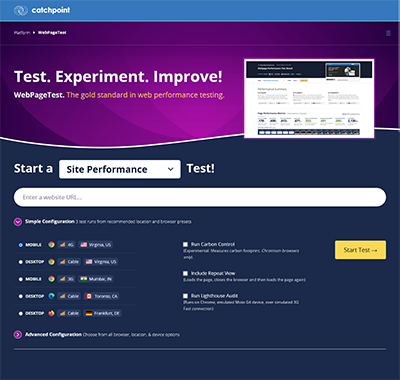 catchpoint
Platform WebPageTest
Test. Experiment. Improve!
WebPageTest. The gold standard in web performance testing.
Start a Site Performance Test!
Enter a website URL...
Simple Configuration 3 test runs from recommended location and browser presets
MOBILE 4G Virginia, US
DESKTOP Cable Virginia, US
MOBILE 3G Mumbai, IN
DESKTOP Cable Toronto, CA
DESKTOP Cable Frankfurt, DE
Run Carbon Control
(Experimental: Measures carbon footprint. Chromium browsers
only)
Include Repeat View
(Loads the page, closes the browser and then loads the page again)
Run Lighthouse Audit
(Runs on Chrome, emulated Moto G4 device, over simulated 3G
Fast connection)
Start Test →
Advanced Configuration Choose from all browser, location, & device options